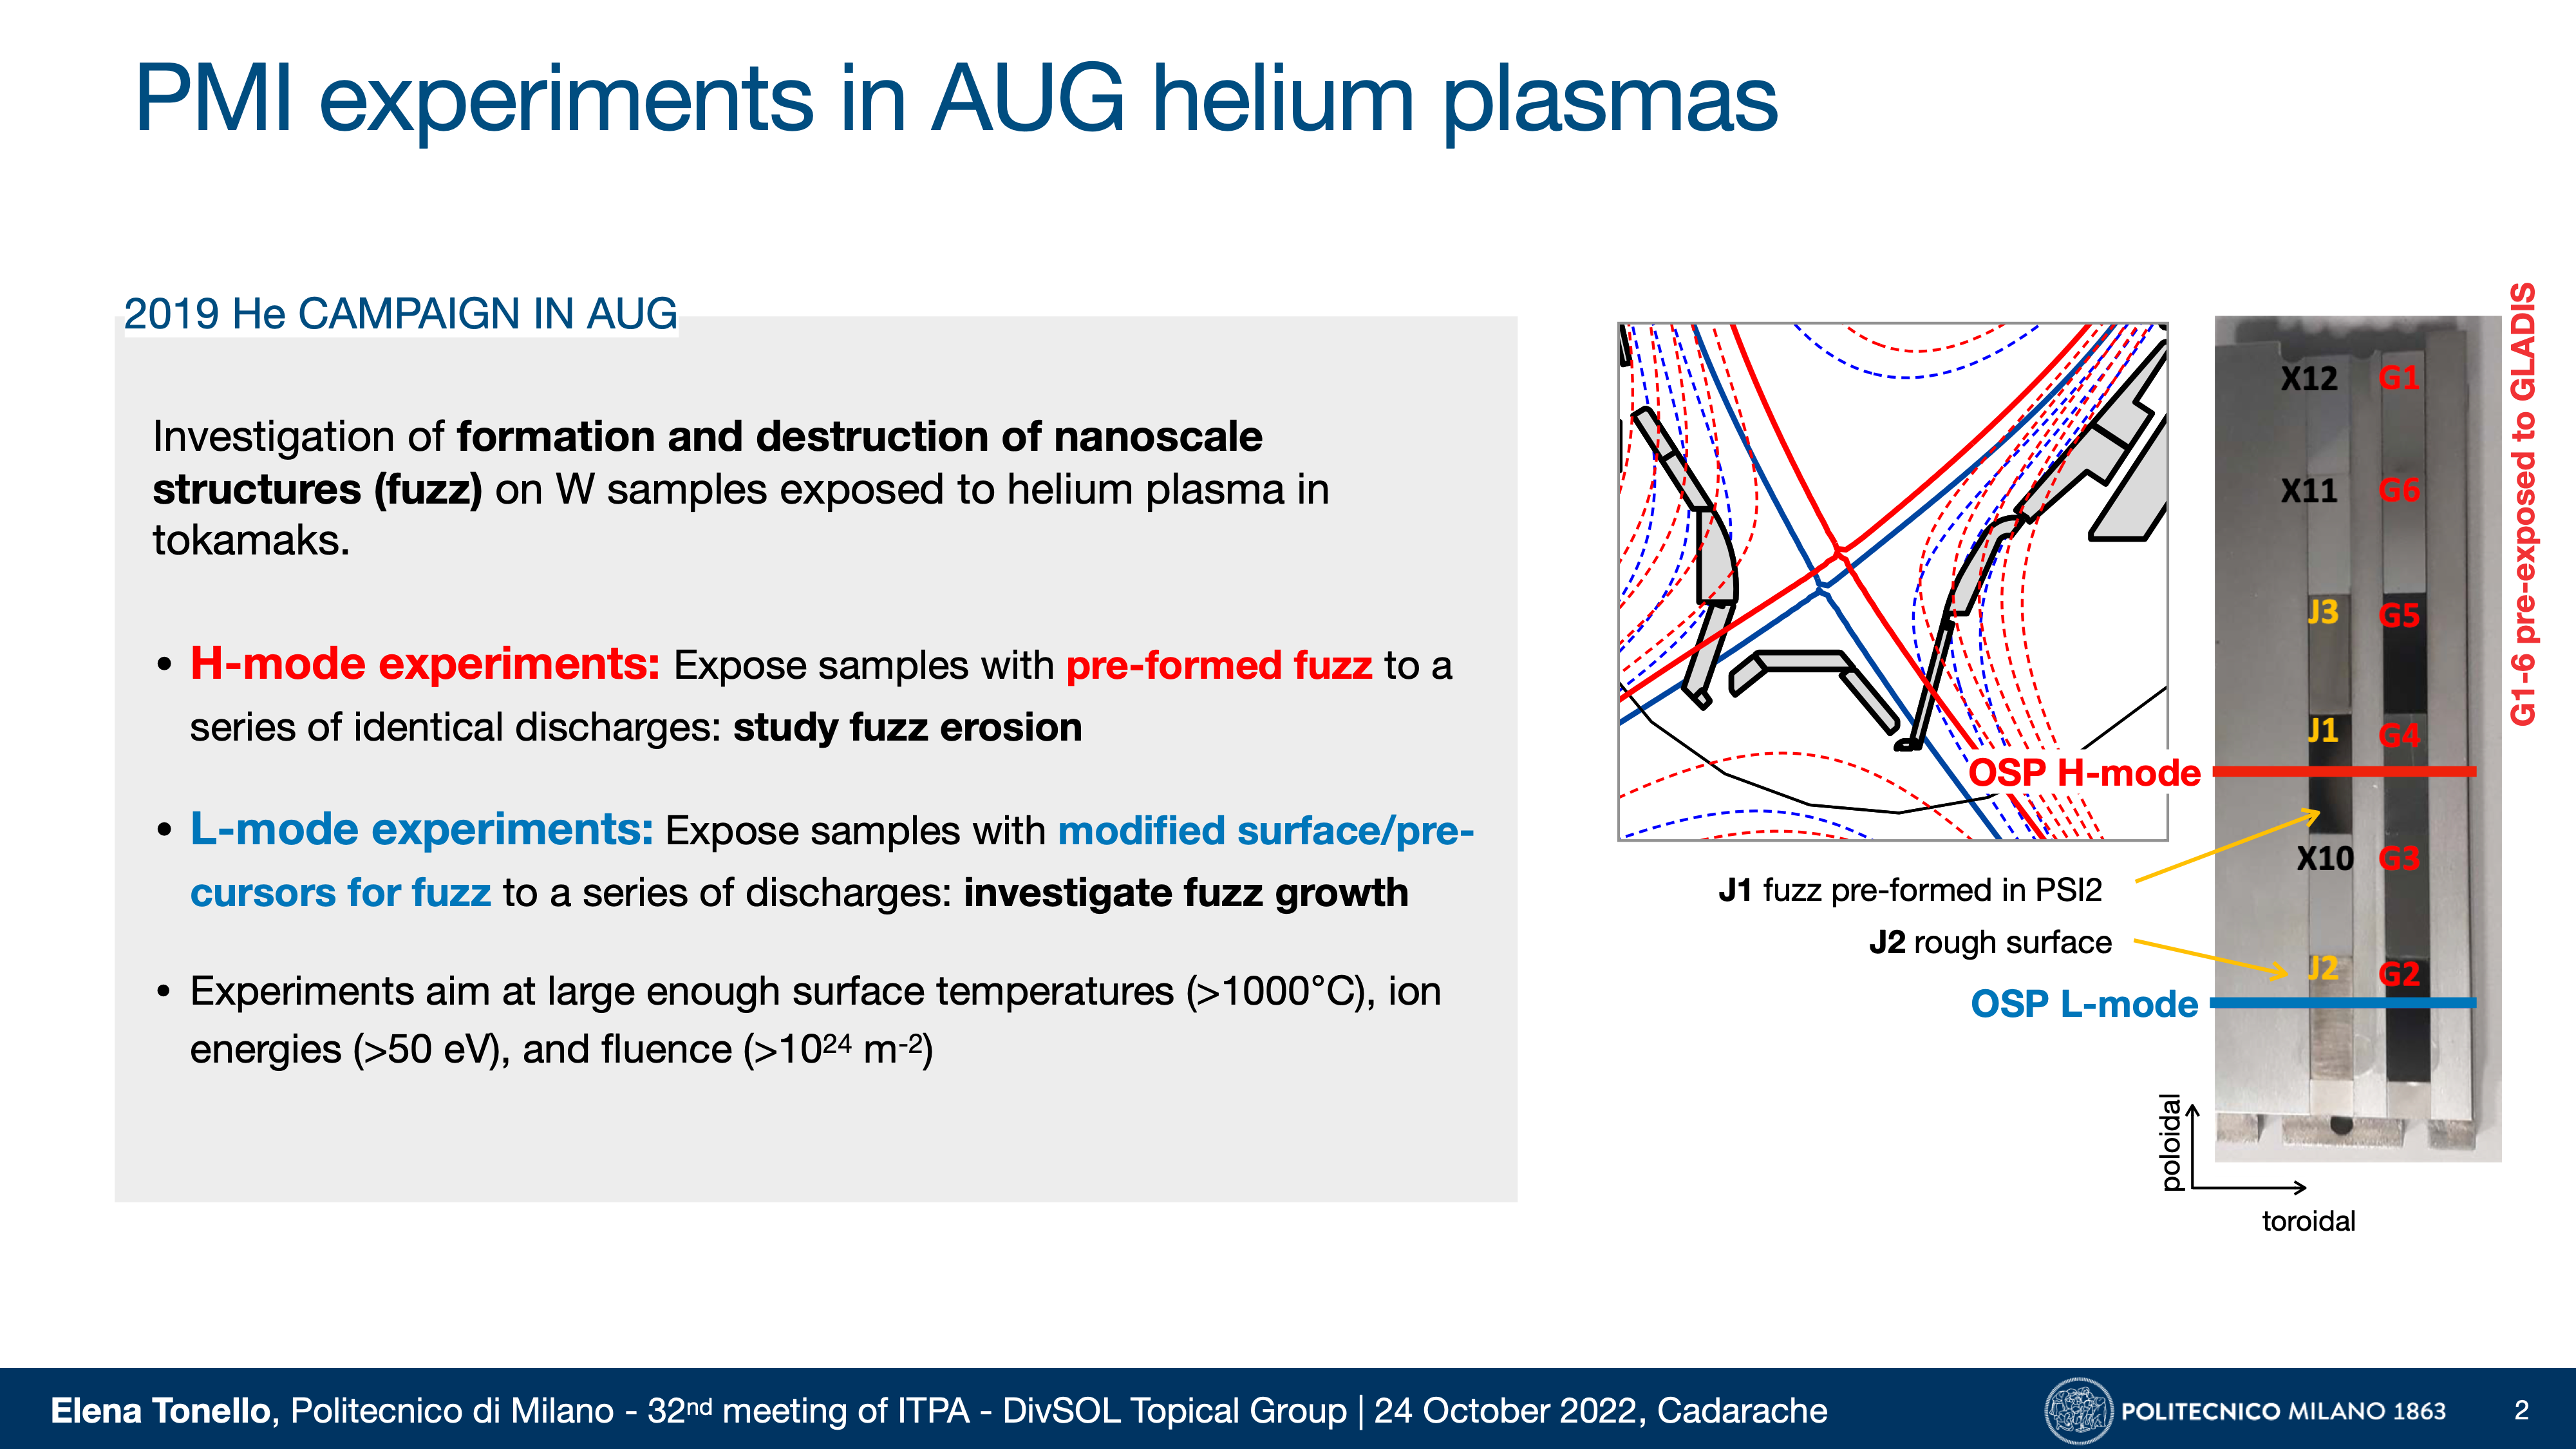 PMI experiments in AUG helium plasmas
2019 He CAMPAIGN IN AUG
Investigation of formation and destruction of nanoscale
structures (fuzz) on W samples exposed to helium plasma in
tokamaks.
• H-mode experiments: Expose samples with pre-formed fuzz to a
series of identical discharges: study fuzz erosion
• L-mode experiments: Expose samples with modified surface/pre-
cursors for fuzz to a series of discharges: investigate fuzz growth
• Experiments aim at large enough surface temperatures (>1000°C), ion
energies (>50 eV), and fluence (>10²⁴ m⁻²)
X12 G1
X11 G6
J3 G5
J1 G4
OSP H-mode
X10 G3
J1 fuzz pre-formed in PSI2
J2 rough surface
J2 G2
OSP L-mode
G1-6 pre-exposed to GLADIS
poloidal
toroidal
Elena Tonello, Politecnico di Milano - 32nd meeting of ITPA - DivSOL Topical Group | 24 October 2022, Cadarache
POLITECNICO MILANO 1863
2